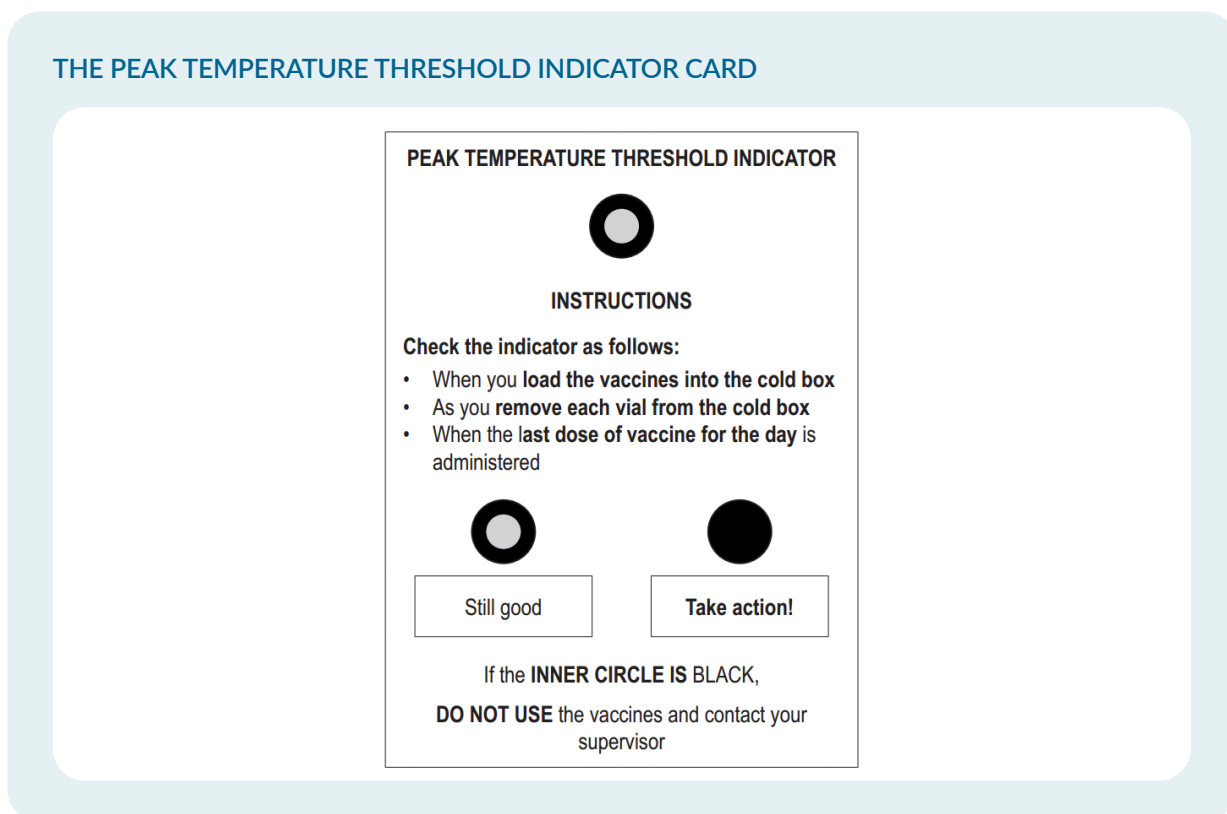 THE PEAK TEMPERATURE THRESHOLD INDICATOR CARD
PEAK TEMPERATURE THRESHOLD INDICATOR
INSTRUCTIONS
Check the indicator as follows:
• When you load the vaccines into the cold box
• As you remove each vial from the cold box
• When the last dose of vaccine for the day is
administered
Still good
Take action!
If the INNER CIRCLE IS BLACK,
DO NOT USE the vaccines and contact your
supervisor